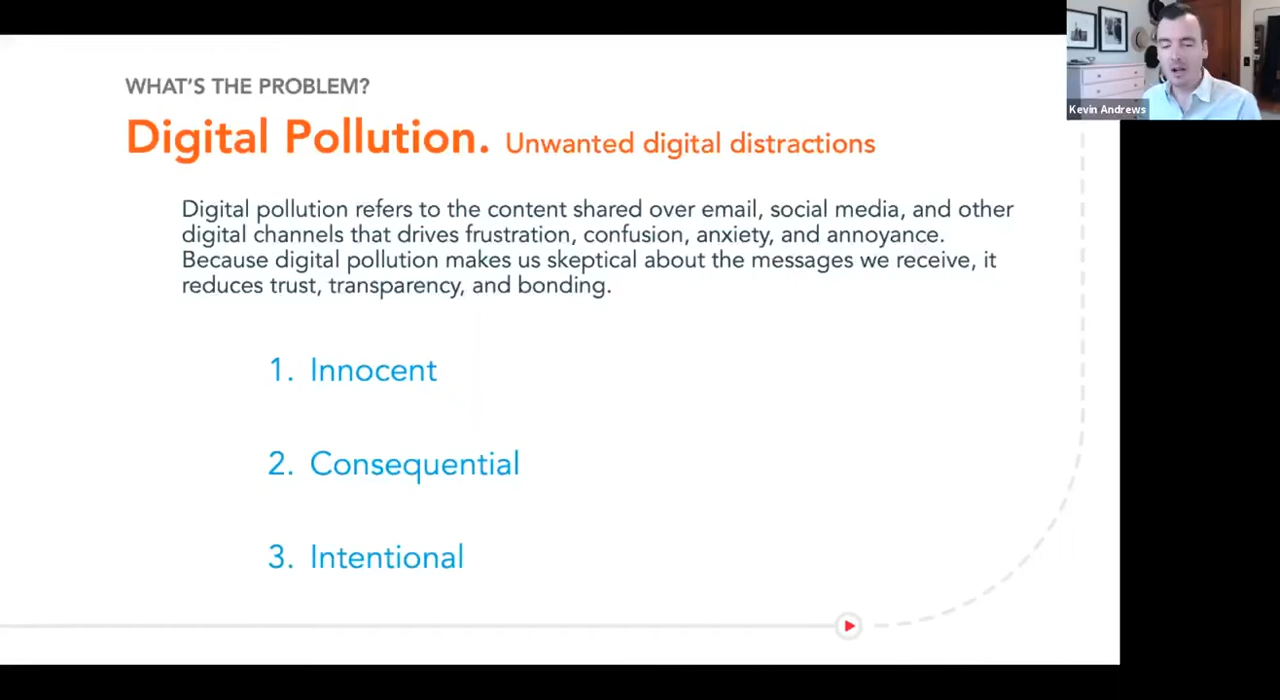 WHAT'S THE PROBLEM?
Digital Pollution. Unwanted digital distractions
Digital pollution refers to the content shared over email, social media, and other
digital channels that drives frustration, confusion, anxiety, and annoyance.
Because digital pollution makes us skeptical about the messages we receive, it
reduces trust, transparency, and bonding.
1. Innocent
2. Consequential
3. Intentional
Kevin Andrews